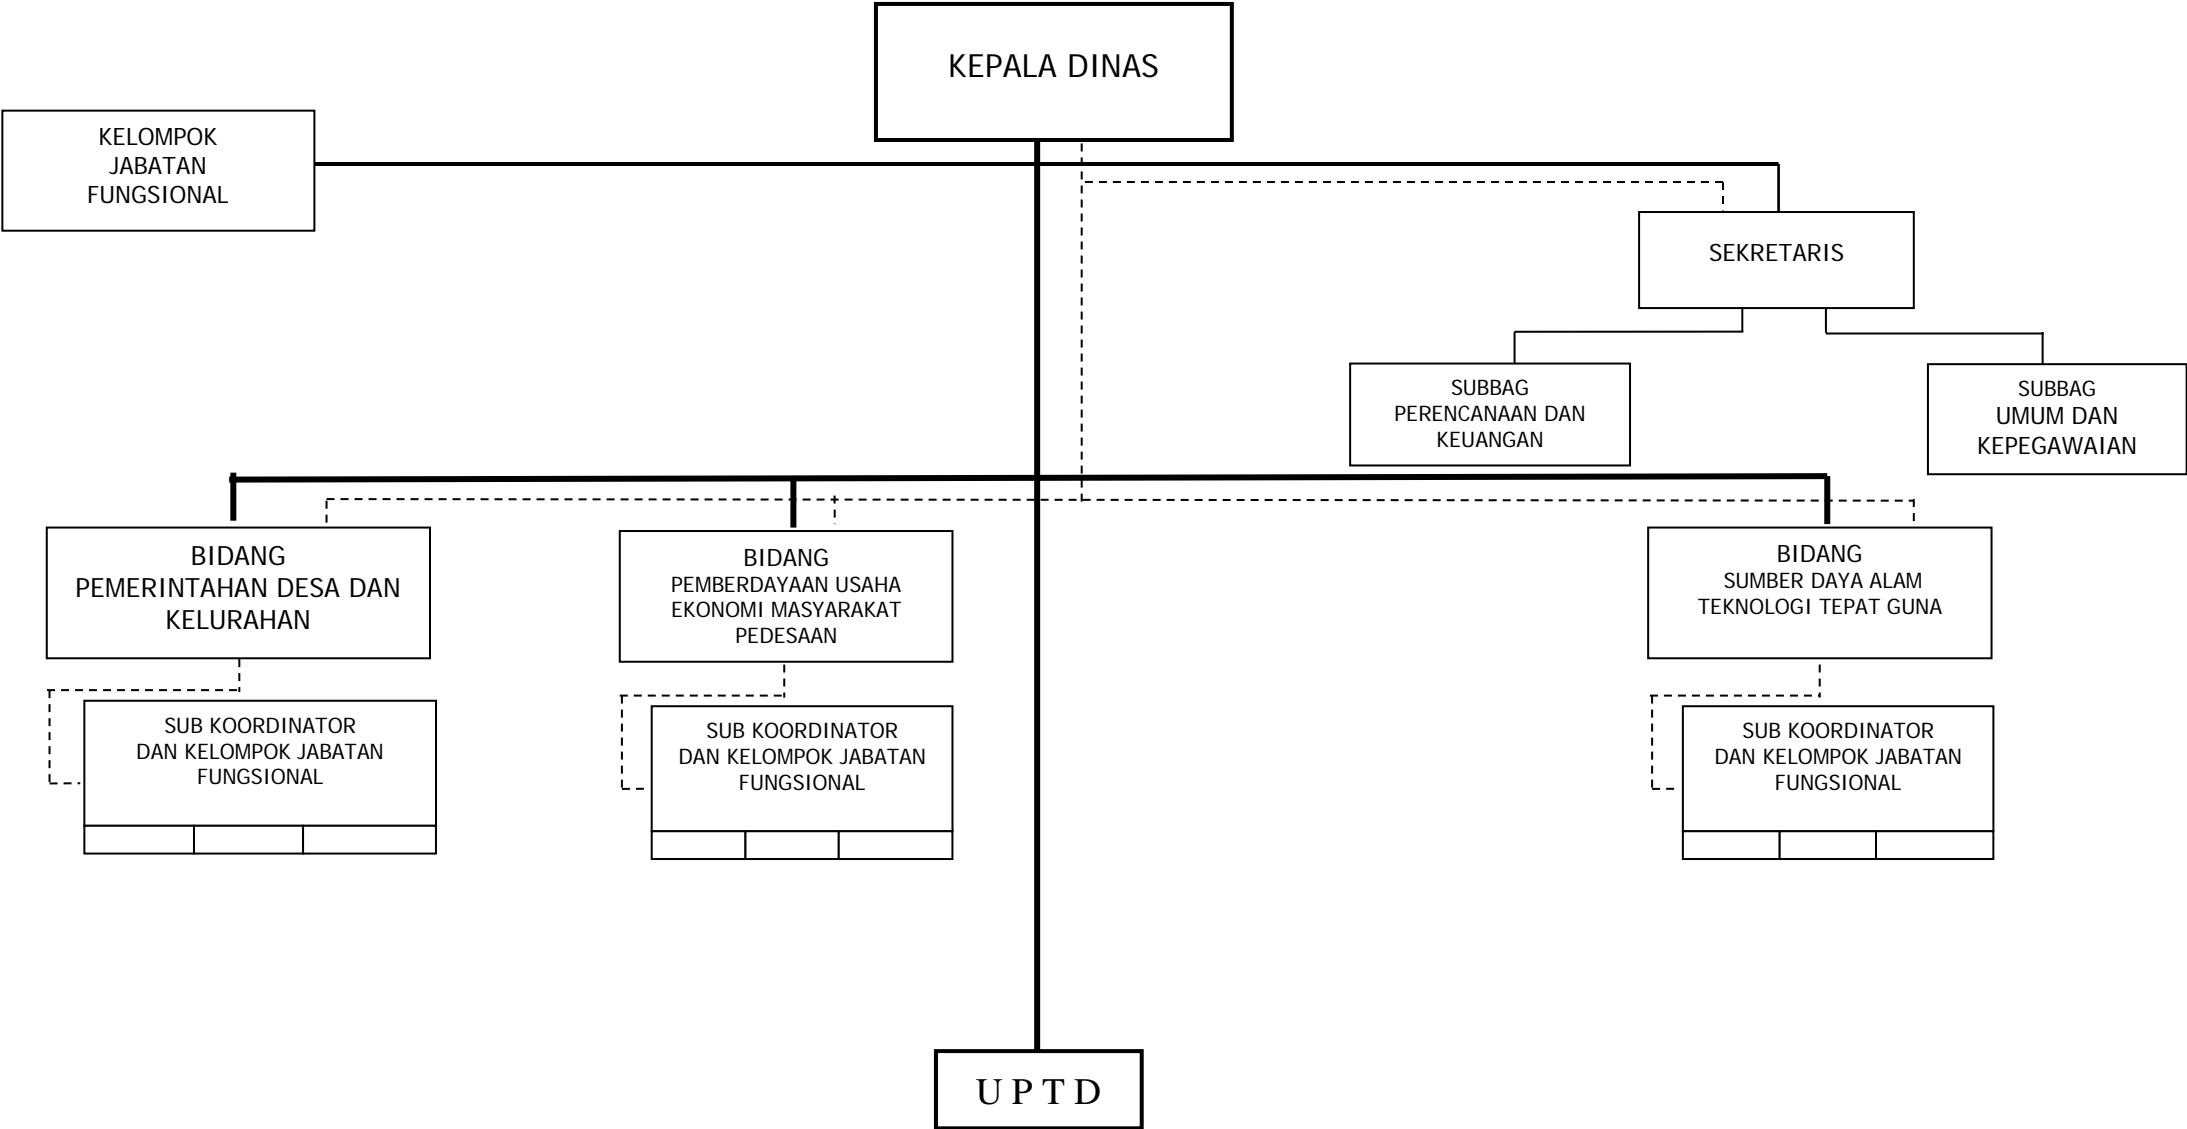 KEPALA DINAS
KELOMPOK
JABATAN
FUNGSIONAL
SEKRETARIS
SUBBAG
PERENCANAAN DAN
KEUANGAN
SUBBAG
UMUM DAN
KEPEGAWAIAN
BIDANG
PEMERINTAHAN DESA DAN
KELURAHAN
BIDANG
PEMBERDAYAAN USAHA
EKONOMI MASYARAKAT
PEDESAAN
BIDANG
SUMBER DAYA ALAM
TEKNOLOGI TEPAT GUNA
SUB KOORDINATOR
DAN KELOMPOK JABATAN
FUNGSIONAL
SUB KOORDINATOR
DAN KELOMPOK JABATAN
FUNGSIONAL
SUB KOORDINATOR
DAN KELOMPOK JABATAN
FUNGSIONAL
U P T D